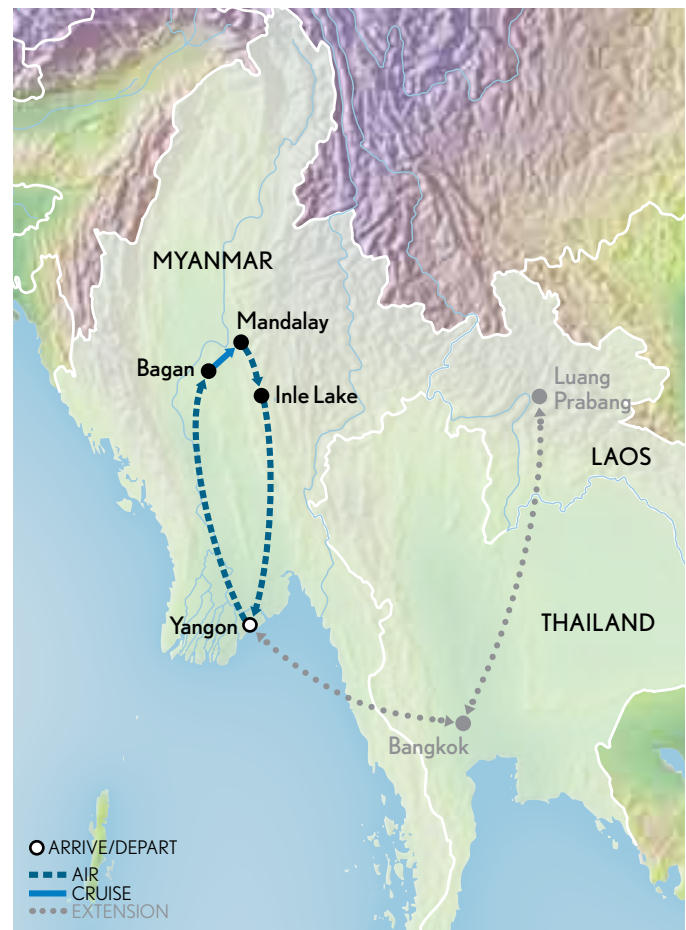 MYANMAR
Mandalay
Bagan
Inle Lake
Luang
Prabang
LAOS
Yangon
THAILAND
Bangkok
ARRIVE/DEPART
AIR
CRUISE
EXTENSION